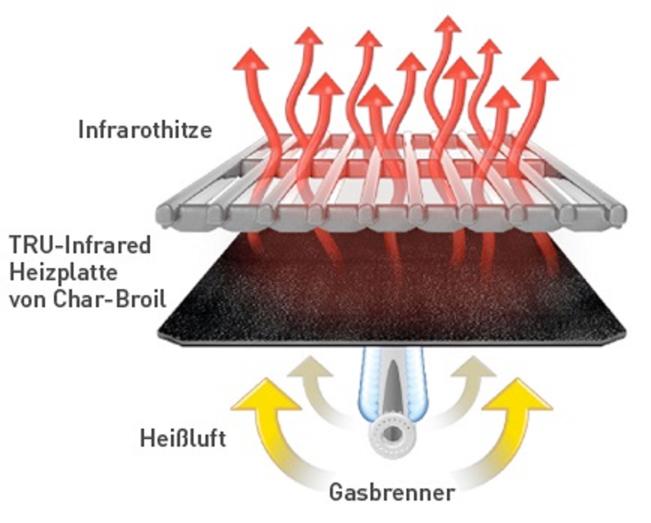 Infrarothitze
TRU-Infrared
Heizplatte
von Char-Broil
Heißluft
Gasbrenner